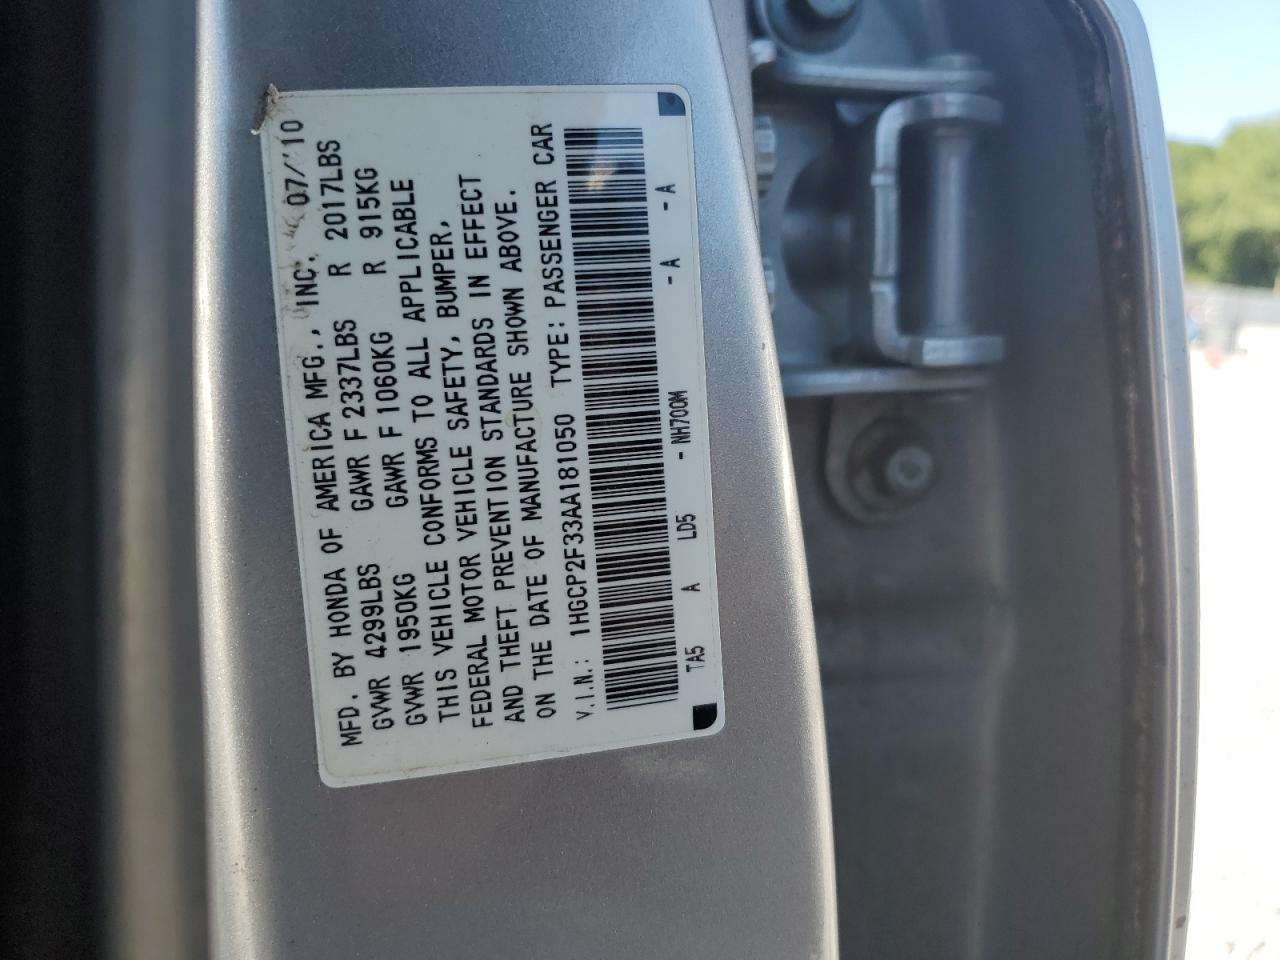 MFD. BY HONDA OF AMERICA MFG., INC. 07/10
GVWR 4299LBS GAWR F 2337LBS R 2017LBS
GVWR 1950KG GAWR F 1060KG R 915KG
THIS VEHICLE CONFORMS TO ALL APPLICABLE
FEDERAL MOTOR VEHICLE SAFETY, BUMPER,
AND THEFT PREVENTION STANDARDS IN EFFECT
ON THE DATE OF MANUFACTURE SHOWN ABOVE.
V.I.N.: 1HGCP2F33AA181050 TYPE: PASSENGER CAR
TA5 A LD5 - NH700M - A - A